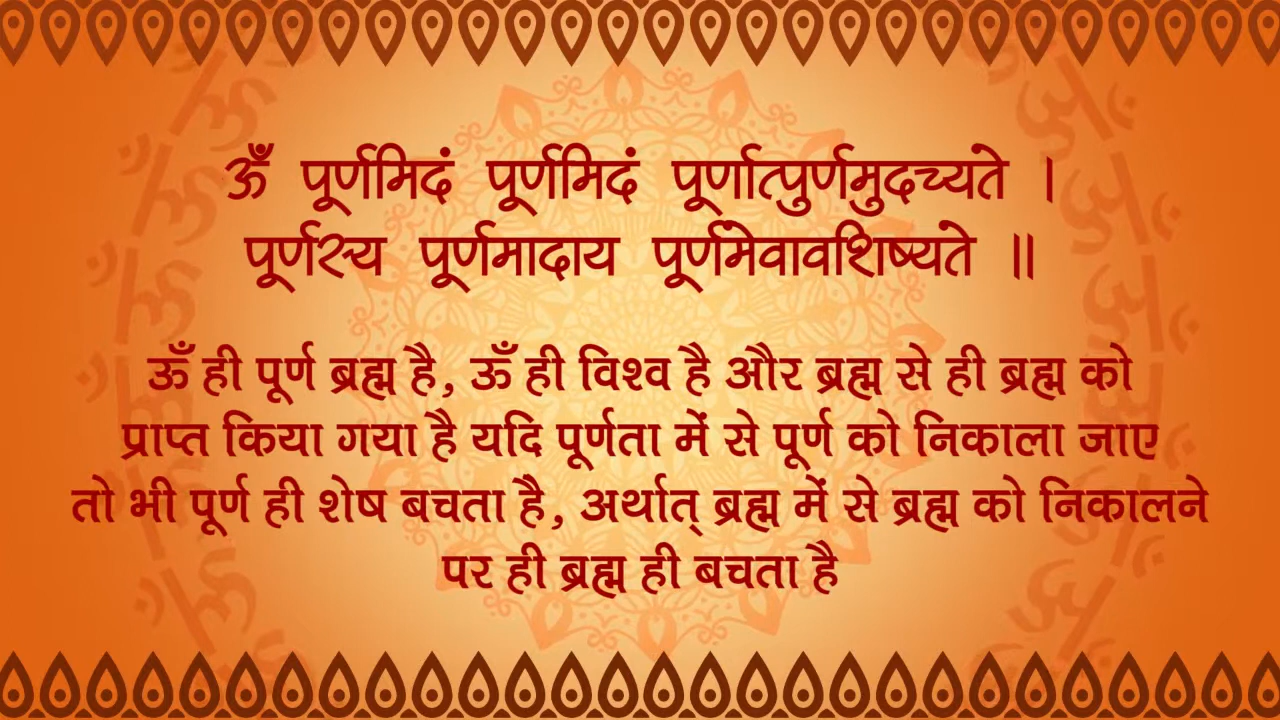 ॐ पूर्णमिदं पूर्णमिदं पूर्णात्पुर्णमुदच्यते ।
पूर्णस्य पूर्णमादाय पूर्णमेवावशिष्यते ॥
ॐ ही पूर्ण ब्रह्म है, ॐ ही विश्व है और ब्रह्म से ही ब्रह्म को
प्राप्त किया गया है यदि पूर्णता में से पूर्ण को निकाला जाए
तो भी पूर्ण ही शेष बचता है, अर्थात् ब्रह्म में से ब्रह्म को निकालने
पर ही ब्रह्म ही बचता है